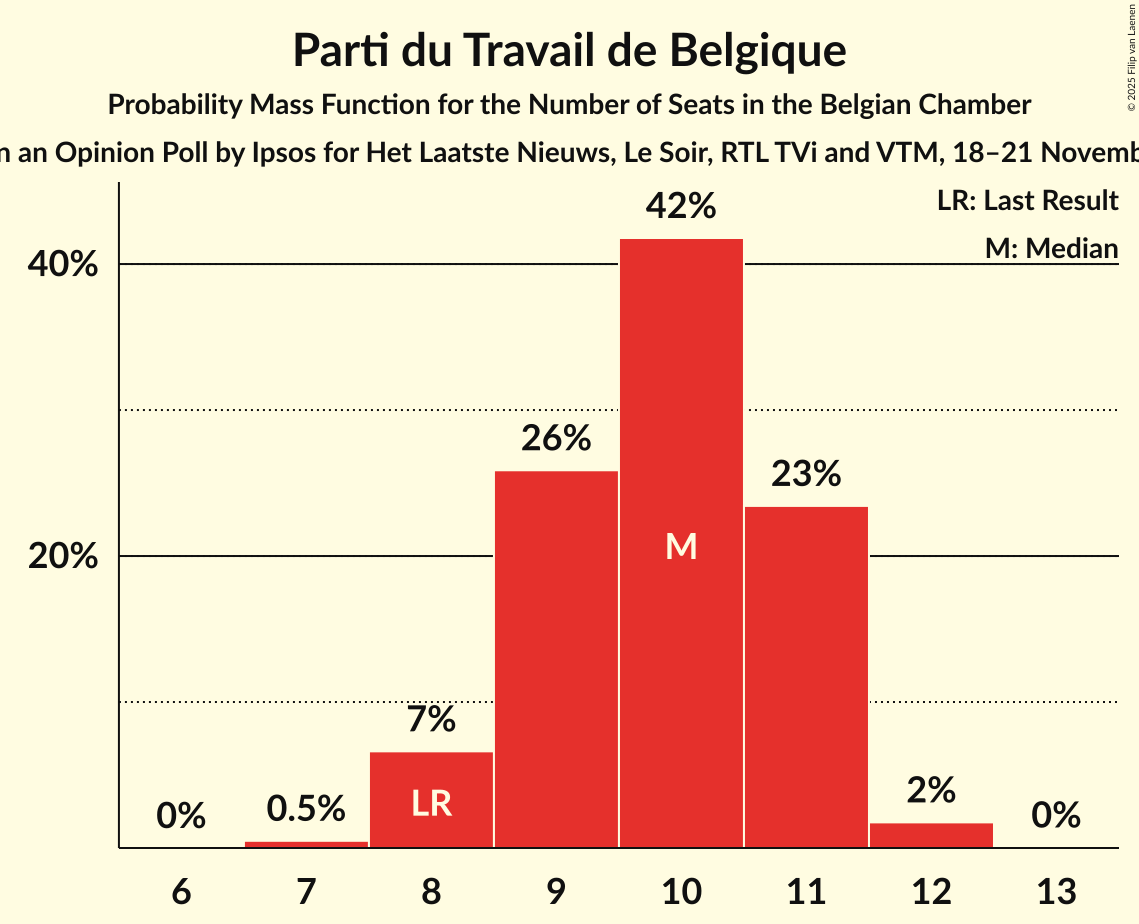 Parti du Travail de Belgique
Probability Mass Function for the Number of Seats in the Belgian Chamber
an Opinion Poll by Ipsos for Het Laatste Nieuws, Le Soir, RTL TVi and VTM, 18–21
© 2025 Filip van Laenen
LR: Last Result
M: Median
42%
40%
26%
23%
M
20%
7%
LR
2%
0.5%
0%
0%
6 7 8 9 10 11 12 13